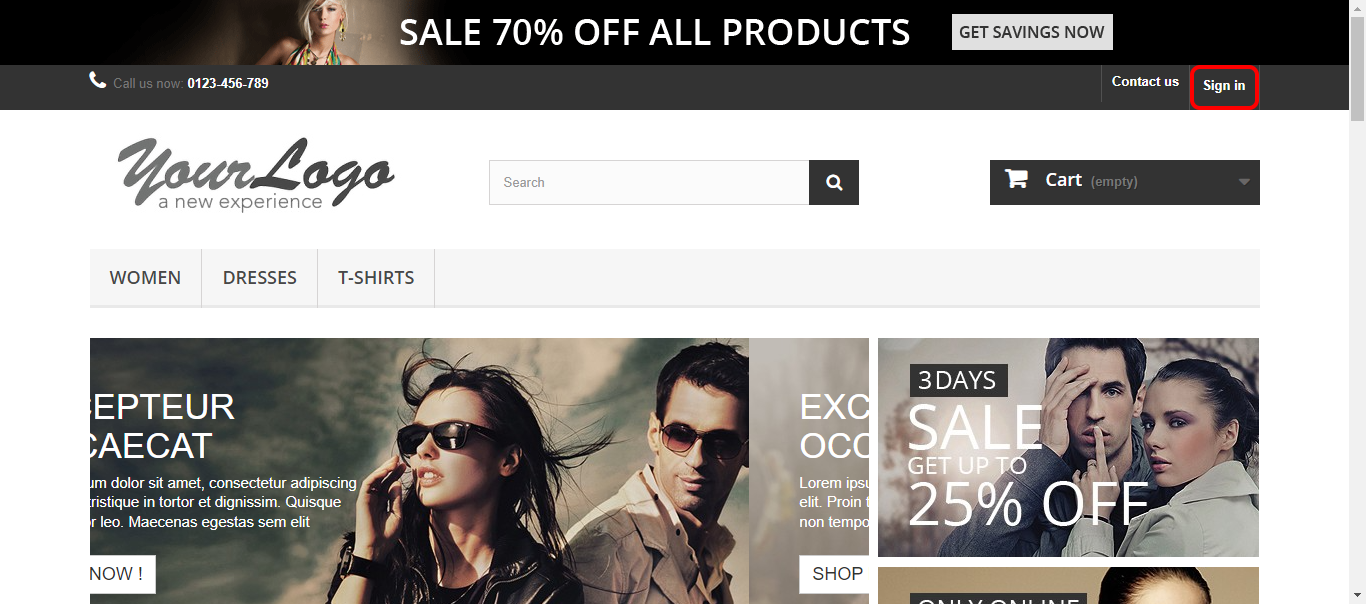 SALE 70% OFF ALL PRODUCTS
GET SAVINGS NOW
Call us now: 0123-456-789
Contact us
Sign in
YourLogo
a new experience
Search
Cart (empty)
WOMEN
DRESSES
T-SHIRTS
CEPTEUR
CAECAT
um dolor sit amet, consectetur adipiscing
tristique in tortor et dignissim. Quisque
or leo. Maecenas egestas sem elit
NOW !
EXC
OCC
Lorem ipsu
elit. Proin t
non tempo
SHOP
3 DAYS
SALE
GET UP TO
25% OFF
ONLY ONLINE